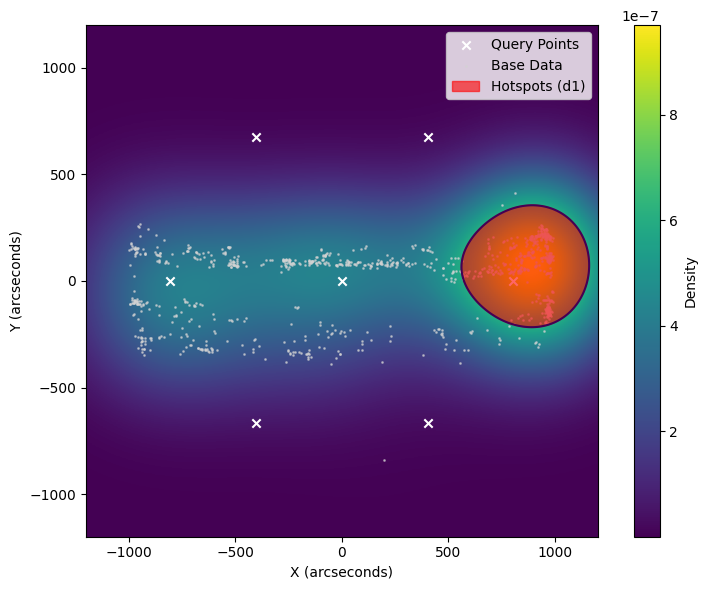 1e−7
Query Points
Base Data
Hotspots (d1)
1000
500
0
−500
−1000
Y (arcseconds)
−1000
−500
0
500
1000
X (arcseconds)
8
6
4
2
Density